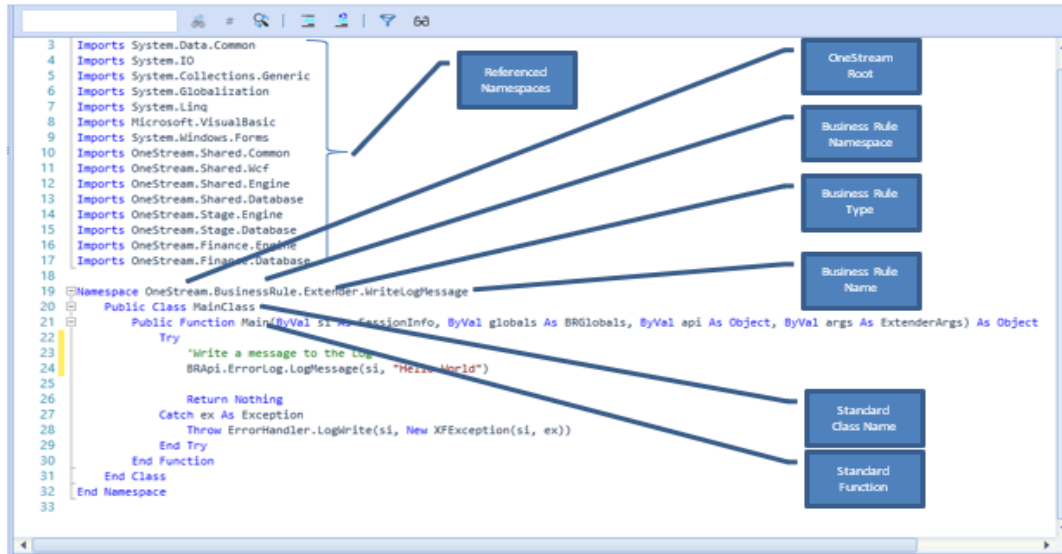 3 Imports System.Data.Common
4 Imports System.IO
5 Imports System.Collections.Generic
6 Imports System.Globalization
7 Imports System.Linq
8 Imports Microsoft.VisualBasic
9 Imports System.Windows.Forms
10 Imports OneStream.Shared.Common
11 Imports OneStream.Shared.Wcf
12 Imports OneStream.Shared.Engine
13 Imports OneStream.Shared.Database
14 Imports OneStream.Stage.Engine
15 Imports OneStream.Stage.Database
16 Imports OneStream.Finance.Engine
17 Imports OneStream.Finance.Database
18
19 Namespace OneStream.BusinessRule.Extender.WriteLogMessage
20 Public Class MainClass
21 Public Function Main(ByVal si As SessionInfo, ByVal globals As BRGlobals, ByVal api As Object, ByVal args As ExtenderArgs) As Object
22 Try
23 'Write a message to the Log
24 BRApi.ErrorLog.LogMessage(si, "Hello World")
25
26 Return Nothing
27 Catch ex As Exception
28 Throw ErrorHandler.LogWrite(si, New XFException(si, ex))
29 End Try
30 End Function
31 End Class
32 End Namespace
33
Referenced
Namespaces
OneStream
Root
Business Rule
Namespace
Business Rule
Type
Business Rule
Name
Standard
Class Name
Standard
Function